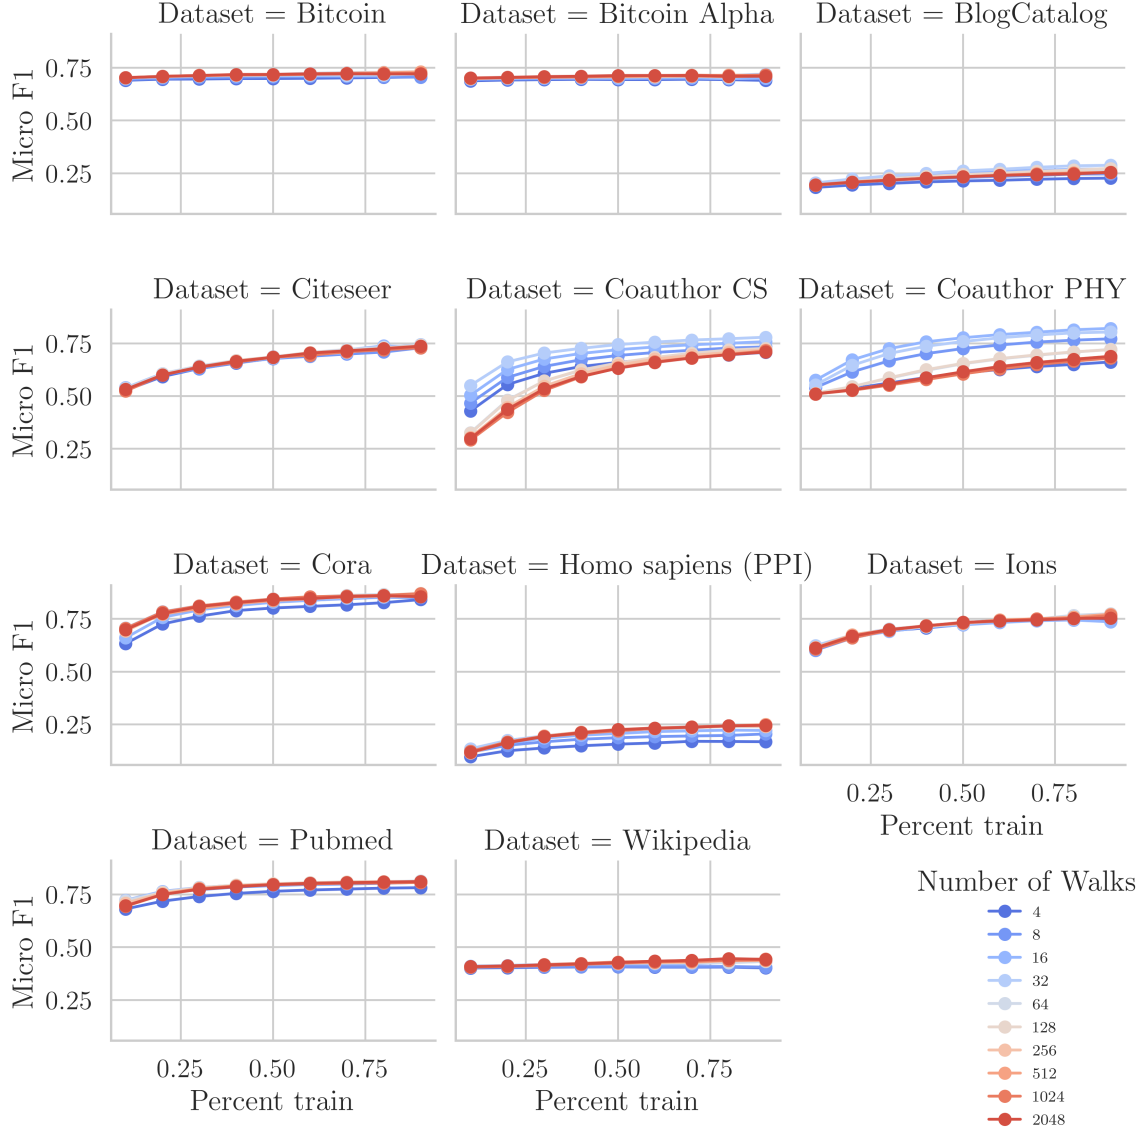 Dataset = Bitcoin
Dataset = Bitcoin Alpha
Dataset = BlogCatalog
Micro F1
0.75
0.50
0.25
Dataset = Citeseer
Dataset = Coauthor CS
Dataset = Coauthor PHY
Micro F1
0.75
0.50
0.25
Dataset = Cora
Dataset = Homo sapiens (PPI)
Dataset = Ions
Micro F1
0.75
0.50
0.25
0.25 0.50 0.75
Percent train
Dataset = Pubmed
Dataset = Wikipedia
Micro F1
0.75
0.50
0.25
0.25 0.50 0.75
Percent train
0.25 0.50 0.75
Percent train
Number of Walks
4
8
16
32
64
128
256
512
1024
2048